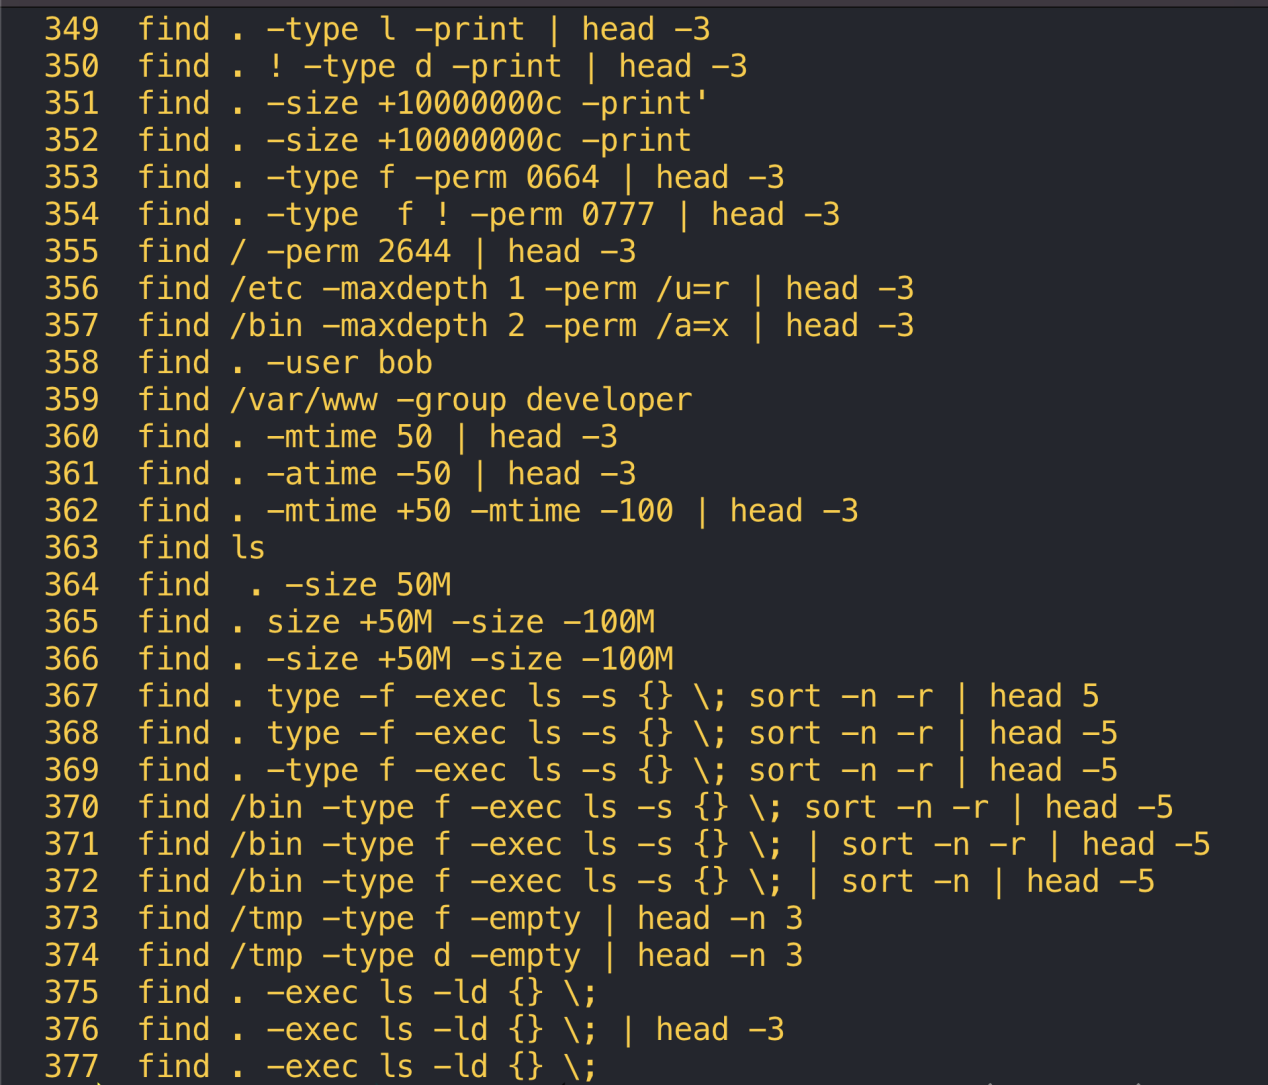 349  find . -type l -print | head -3
350  find . ! -type d -print | head -3
351  find . -size +10000000c -print'
352  find . -size +10000000c -print
353  find . -type f -perm 0664 | head -3
354  find . -type  f ! -perm 0777 | head -3
355  find / -perm 2644 | head -3
356  find /etc -maxdepth 1 -perm /u=r | head -3
357  find /bin -maxdepth 2 -perm /a=x | head -3
358  find . -user bob
359  find /var/www -group developer
360  find . -mtime 50 | head -3
361  find . -atime -50 | head -3
362  find . -mtime +50 -mtime -100 | head -3
363  find ls
364  find  . -size 50M
365  find . size +50M -size -100M
366  find . -size +50M -size -100M
367  find . type -f -exec ls -s {} \; sort -n -r | head 5
368  find . type -f -exec ls -s {} \; sort -n -r | head -5
369  find . -type f -exec ls -s {} \; sort -n -r | head -5
370  find /bin -type f -exec ls -s {} \; sort -n -r | head -5
371  find /bin -type f -exec ls -s {} \; | sort -n -r | head -5
372  find /bin -type f -exec ls -s {} \; | sort -n | head -5
373  find /tmp -type f -empty | head -n 3
374  find /tmp -type d -empty | head -n 3
375  find . -exec ls -ld {} \;
376  find . -exec ls -ld {} \; | head -3
377  find . -exec ls -ld {} \;